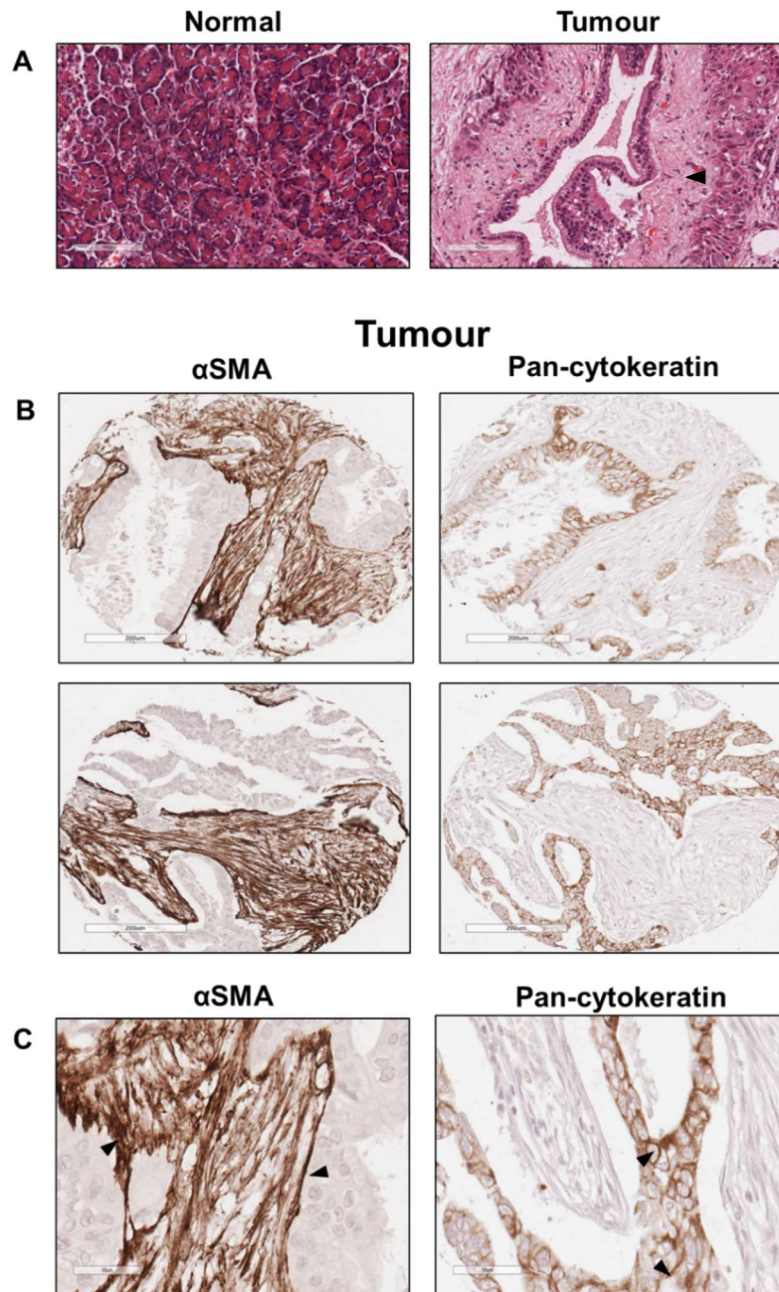 Normal Tumour
A
Tumour
αSMA Pan-cytokeratin
B
200um 200um
200um 200um
αSMA Pan-cytokeratin
C